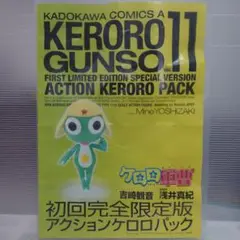 KADOKAWA COMICS A
KERORO 11
GUNSO
FIRST LIMITED EDITION SPECIAL VERSION
ACTION KERORO PACK
Mine YOSHIZAKI
ケロロ軍曹
吉崎観音 浅井真紀
初回完全限定版
アクションケロロパック